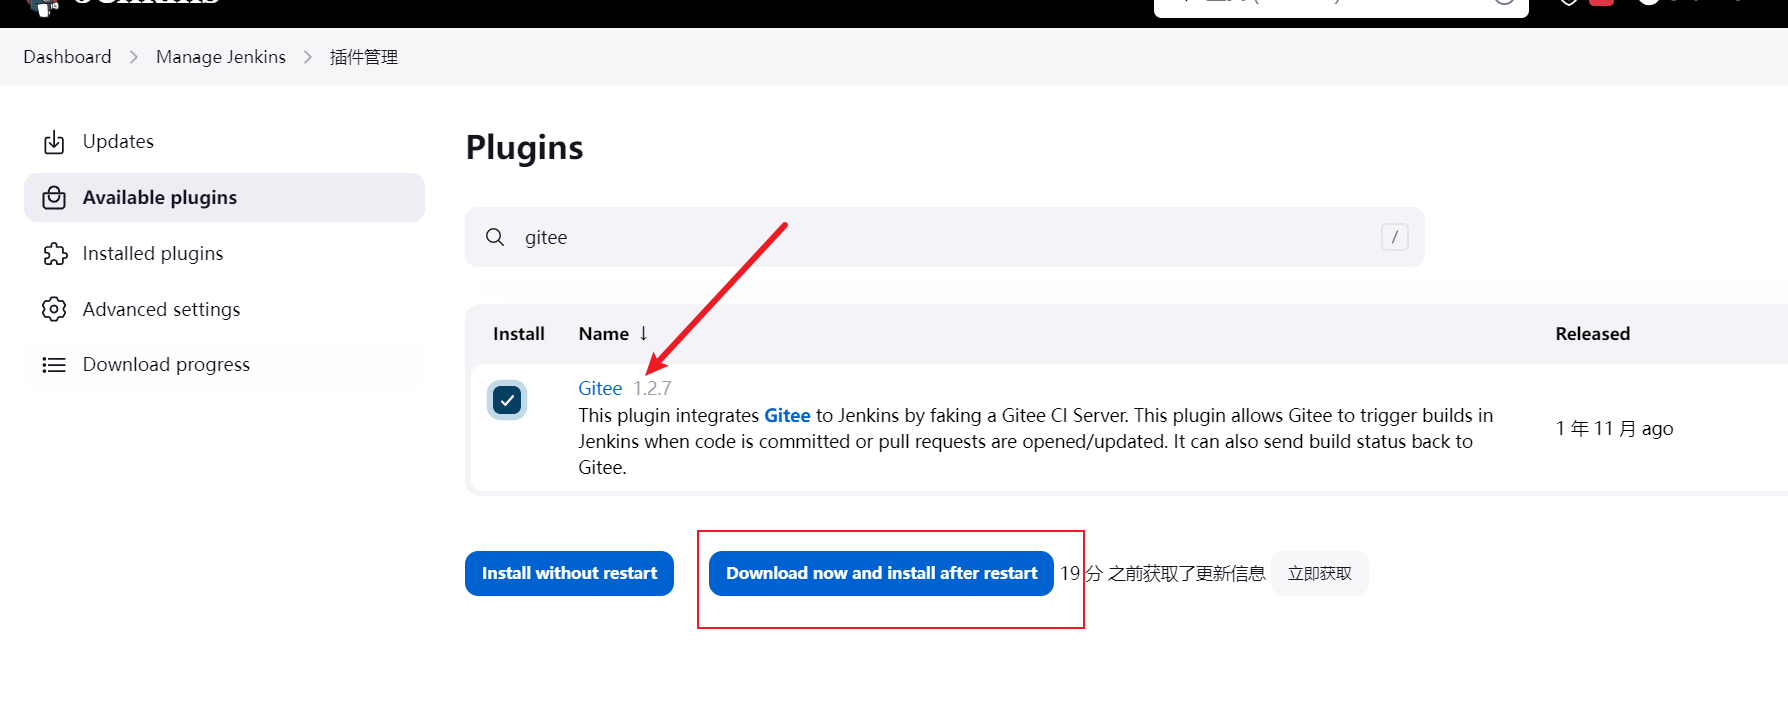 Dashboard > Manage Jenkins > 插件管理
Updates
Available plugins
Installed plugins
Advanced settings
Download progress
Plugins
gitee /
Install Name ↓ Released
Gitee 1.2.7
This plugin integrates Gitee to Jenkins by faking a Gitee CI Server. This plugin allows Gitee to trigger builds in
Jenkins when code is committed or pull requests are opened/updated. It can also send build status back to
Gitee.
1 年 11 月 ago
Install without restart Download now and install after restart 19 分 之前获取了更新信息 立即获取